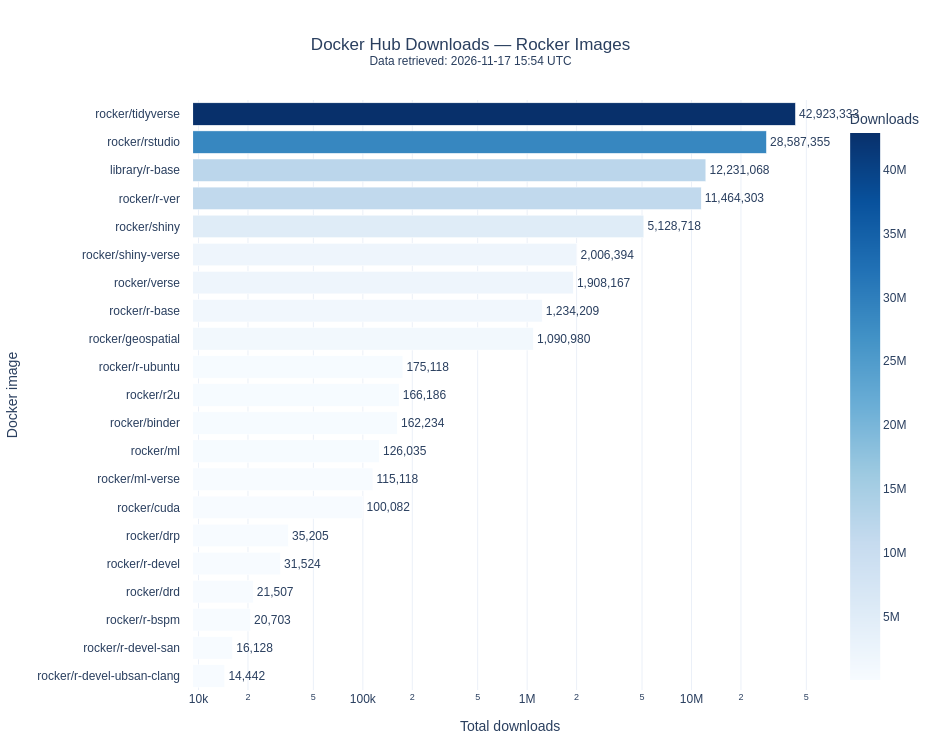 Docker Hub Downloads — Rocker Images
Data retrieved: 2026-11-17 15:54 UTC
Downloads
rocker/tidyverse 42,923,333
rocker/rstudio 28,587,355
library/r-base 12,231,068
rocker/r-ver 11,464,303
rocker/shiny 5,128,718
rocker/shiny-verse 2,006,394
rocker/verse 1,908,167
rocker/r-base 1,234,209
rocker/geospatial 1,090,980
rocker/r-ubuntu 175,118
rocker/r2u 166,186
rocker/binder 162,234
rocker/ml 126,035
rocker/ml-verse 115,118
rocker/cuda 100,082
rocker/drp 35,205
rocker/r-devel 31,524
rocker/drd 21,507
rocker/r-bspm 20,703
rocker/r-devel-san 16,128
rocker/r-devel-ubsan-clang 14,442
10k 2 5 100k 2 5 1M 2 5 10M 2 5
Total downloads
Docker image
40M
35M
30M
25M
20M
15M
10M
5M